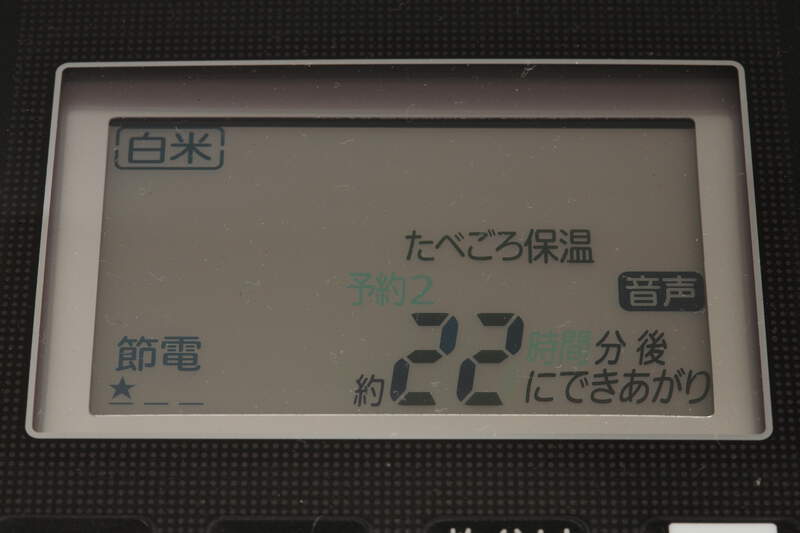 白米
たべごろ保温
予約2
音声
節電
時間分後
約22にできあがり